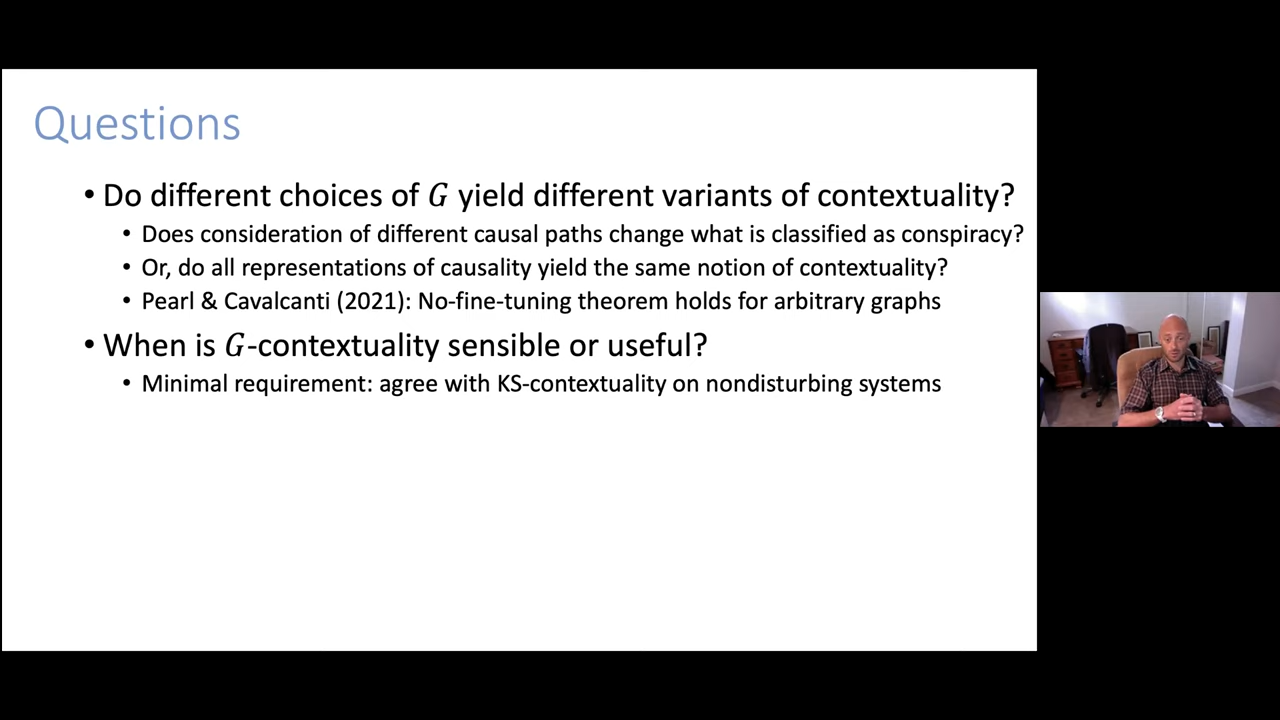 Questions
• Do different choices of G yield different variants of contextuality?
• Does consideration of different causal paths change what is classified as conspiracy?
• Or, do all representations of causality yield the same notion of contextuality?
• Pearl & Cavalcanti (2021): No-fine-tuning theorem holds for arbitrary graphs
• When is G-contextuality sensible or useful?
• Minimal requirement: agree with KS-contextuality on nondisturbing systems